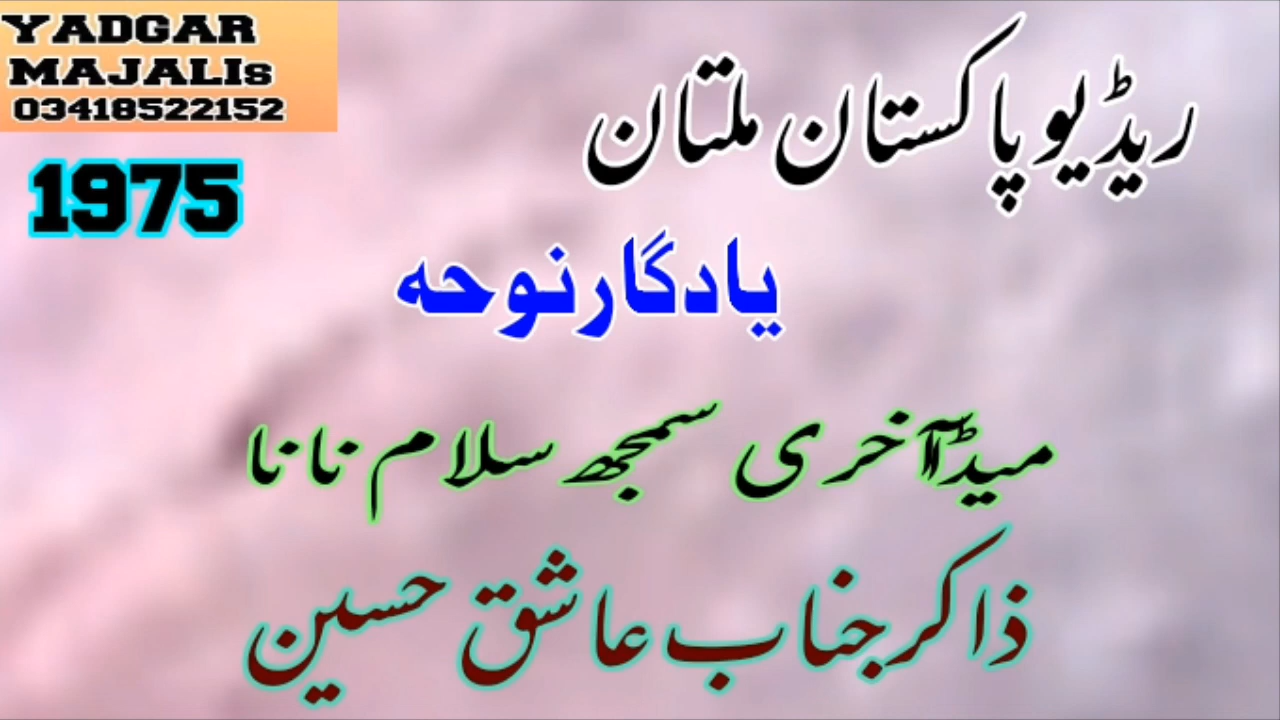 YADGAR
MAJALIs
03418522152
1975
ریڈیو پاکستان ملتان
یادگار نوحہ
میڈا آخری سمجھ سلام نانا
ذاکر جناب عاشق حسین